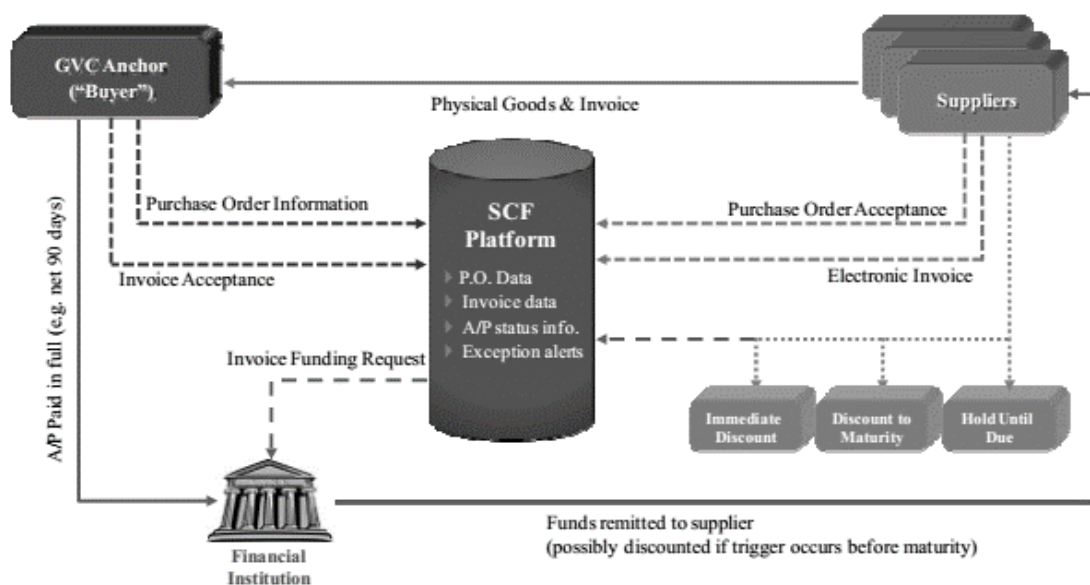 GVC Anchor
(“Buyer”)
Suppliers
Physical Goods & Invoice
A/P Paid in full (e.g. net 90 days)
Purchase Order Information
Invoice Acceptance
SCF
Platform
P.O. Data
Invoice data
A/P status info.
Exception alerts
Purchase Order Acceptance
Electronic Invoice
Invoice Funding Request
Immediate
Discount
Discount to
Maturity
Hold Until
Due
Financial
Institution
Funds remitted to supplier
(possibly discounted if trigger occurs before maturity)